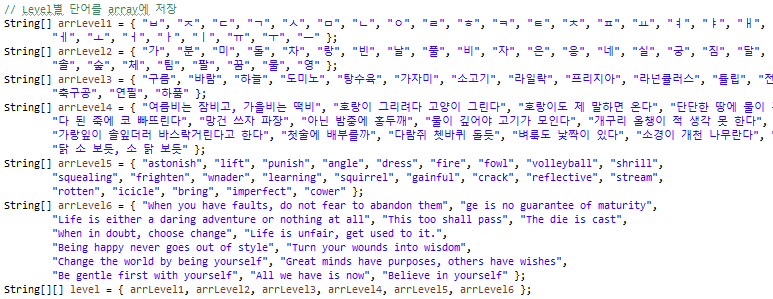 // Level별 단어를 array에 저장
String[] arrLevel1 = { "ㅂ", "ㅈ", "ㄷ", "ㄱ", "ㅅ", "ㅁ", "ㄴ", "ㅇ", "ㄹ", "ㅎ", "ㅋ", "ㅌ", "ㅊ", "ㅍ", "ㅛ", "ㅕ", "ㅑ", "ㅐ",
"ㅔ", "ㅗ", "ㅓ", "ㅏ", "ㅣ", "ㅠ", "ㅜ", "ㅡ" };
String[] arrLevel2 = { "가", "분", "미", "돌", "차", "랑", "빈", "날", "풀", "비", "자", "은", "응", "네", "실", "궁", "짐", "달",
"솔", "숲", "체", "팀", "팔", "꿈", "물", "영" };
String[] arrLevel3 = { "구름", "바람", "하늘", "도미노", "탕수육", "가자미", "소고기", "라일락", "프리지아", "라넌큘러스", "튤립", "전
"축구공", "연필", "하품" };
String[] arrLevel4 = { "여름비는 잠비고, 가을비는 떡비", "호랑이 그리려다 고양이 그린다", "호랑이도 제 말하면 온다", "단단한 땅에 물이
"다 된 죽에 코 빠뜨린다", "망건 쓰자 파장", "아닌 밤중에 홍두깨", "물이 깊어야 고기가 모인다", "개구리 올챙이 적 생각 못 한다",
"가랑잎이 솔잎더러 바스락거린다고 한다", "첫술에 배부를까", "다람쥐 쳇바퀴 돌듯", "벼룩도 낯짝이 있다", "소경이 개천 나무란다",
"닭 소 보듯, 소 닭 보듯" };
String[] arrLevel5 = { "astonish", "lift", "punish", "angle", "dress", "fire", "fowl", "volleyball", "shrill",
"squealing", "frighten", "wnader", "learning", "squirrel", "gainful", "crack", "reflective", "stream",
"rotten", "icicle", "bring", "imperfect", "cower" };
String[] arrLevel6 = { "When you have faults, do not fear to abandon them", "ge is no guarantee of maturity",
"Life is either a daring adventure or nothing at all", "This too shall pass", "The die is cast",
"When in doubt, choose change", "Life is unfair, get used to it.",
"Being happy never goes out of style", "Turn your wounds into wisdom",
"Change the world by being yourself", "Great minds have purposes, others have wishes",
"Be gentle first with yourself", "All we have is now", "Believe in yourself" };
String[][] level = { arrLevel1, arrLevel2, arrLevel3, arrLevel4, arrLevel5, arrLevel6 };